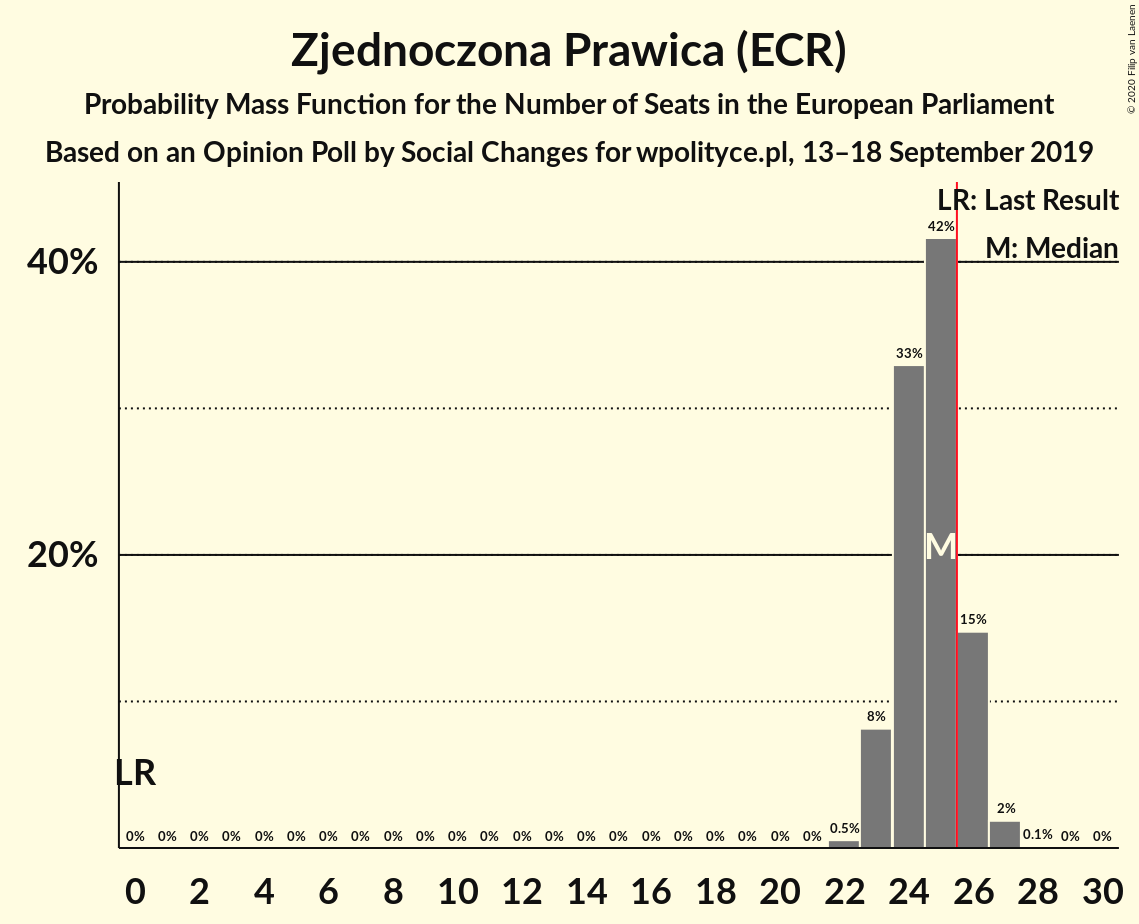 Zjednoczona Prawica (ECR)
Probability Mass Function for the Number of Seats in the European Parliament
Based on an Opinion Poll by Social Changes for wpolityce.pl, 13–18 September 2019
© 2020 Filip van Laenen
LR: Last Result
M: Median
42%
40%
33%
20%
M
15%
8%
LR
2%
0% 0% 0% 0% 0% 0% 0% 0% 0% 0% 0% 0% 0% 0% 0% 0% 0% 0% 0% 0% 0% 0% 0.5% 0.1% 0% 0%
0 2 4 6 8 10 12 14 16 18 20 22 24 26 28 30